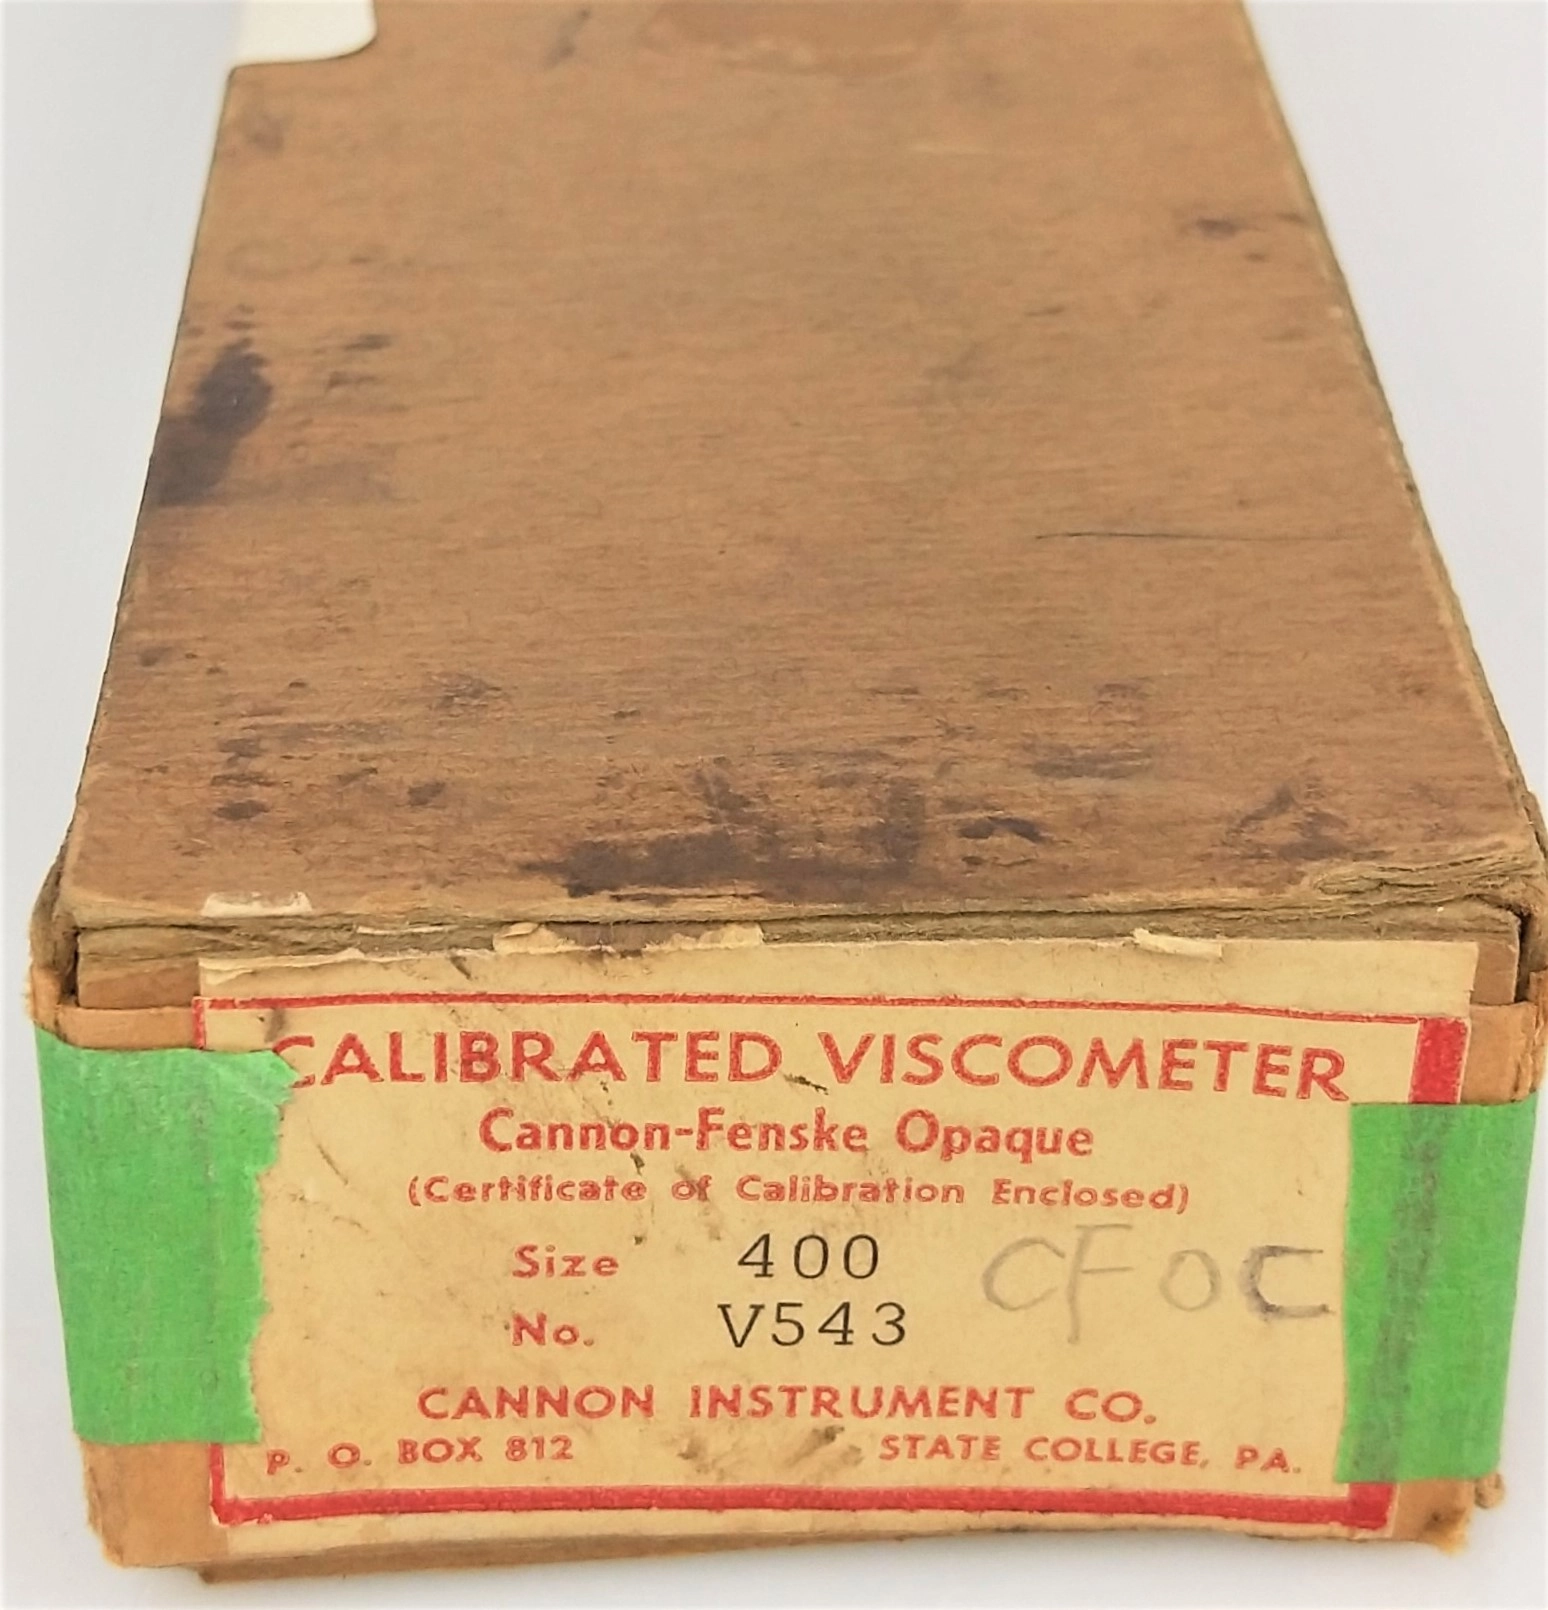 CALIBRATED VISCOMETER
Cannon-Fenske Opaque
(Certificate of Calibration Enclosed)
Size 400 CFOC
No. V543
CANNON INSTRUMENT CO.
P. O. BOX 812 STATE COLLEGE, PA.